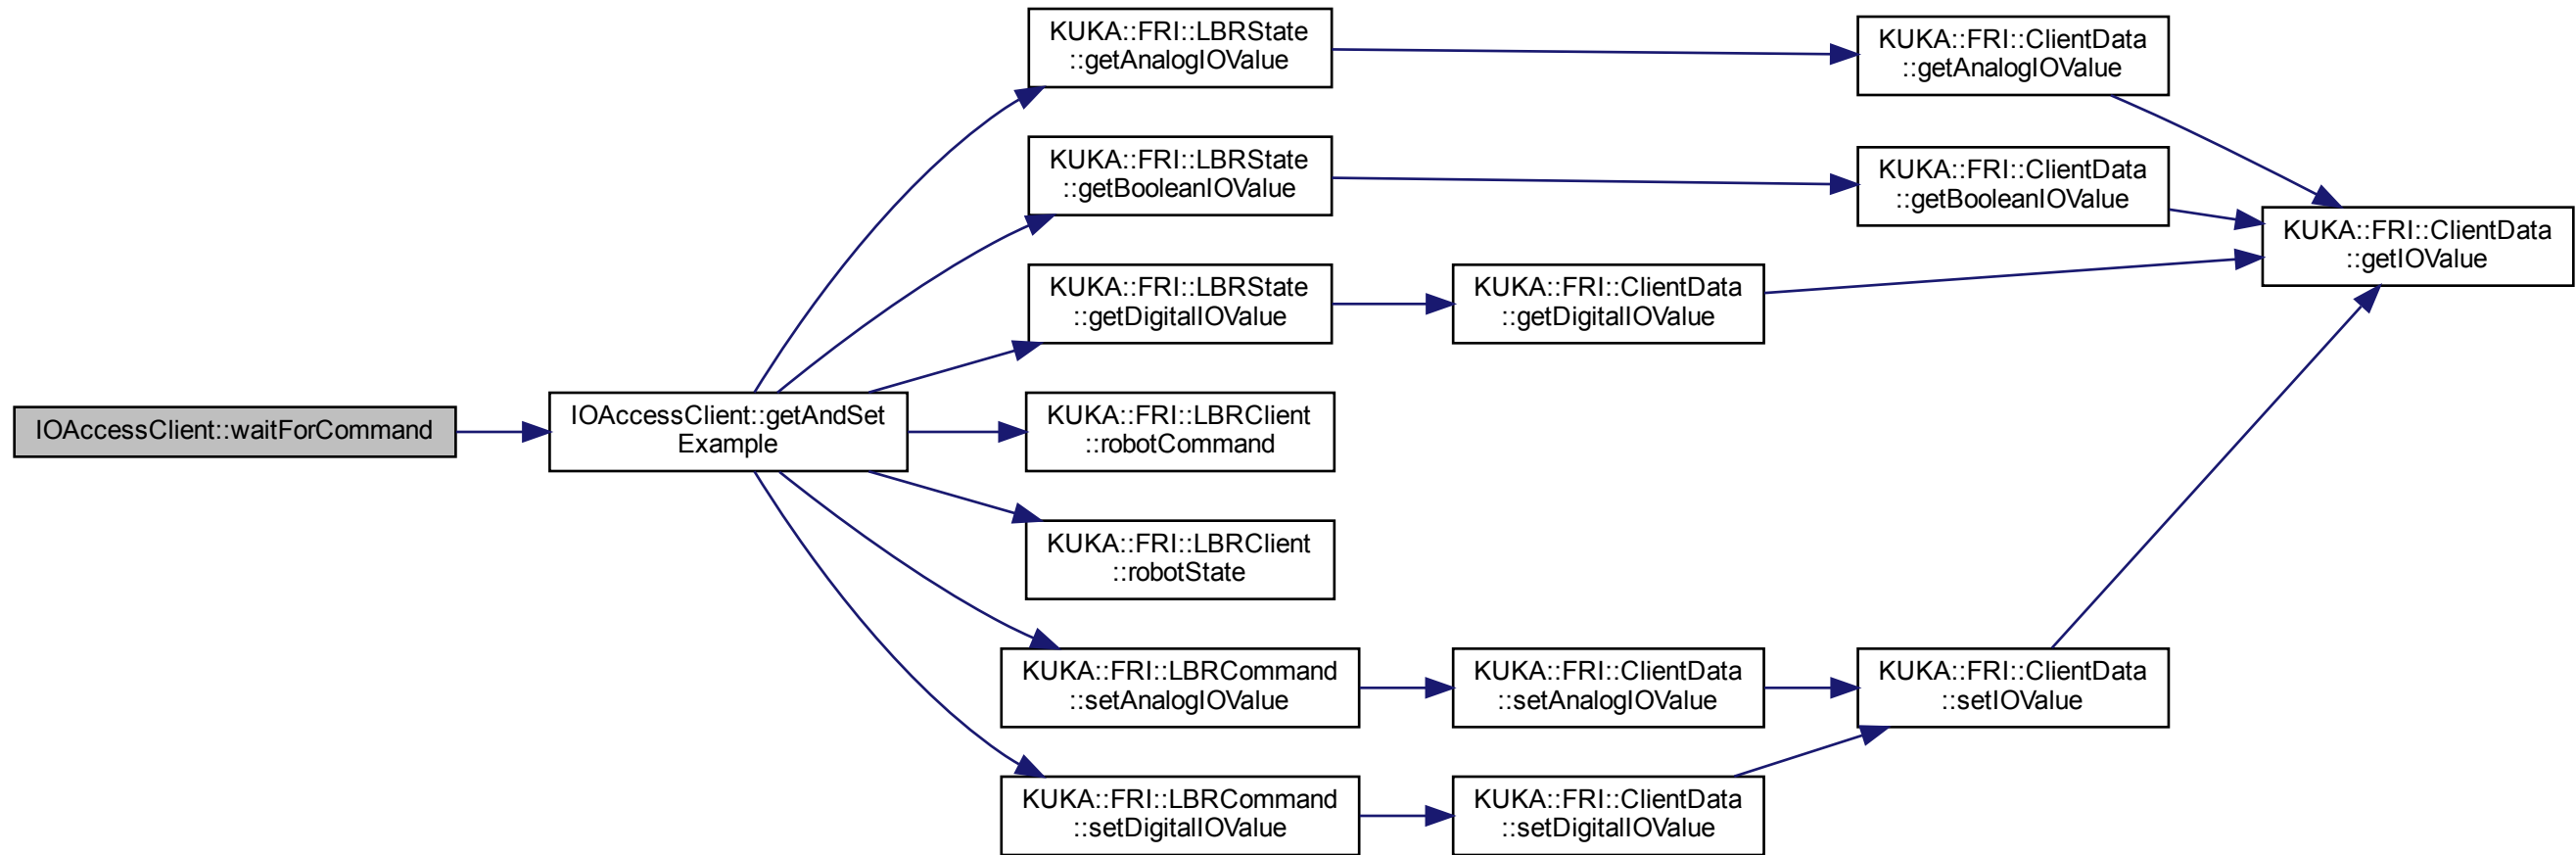 IOAccessClient::waitForCommand
IOAccessClient::getAndSet
Example
KUKA::FRI::LBRState
::getAnalogIOValue
KUKA::FRI::LBRState
::getBooleanIOValue
KUKA::FRI::LBRState
::getDigitalIOValue
KUKA::FRI::LBRClient
::robotCommand
KUKA::FRI::LBRClient
::robotState
KUKA::FRI::LBRCommand
::setAnalogIOValue
KUKA::FRI::LBRCommand
::setDigitalIOValue
KUKA::FRI::ClientData
::getDigitalIOValue
KUKA::FRI::ClientData
::setAnalogIOValue
KUKA::FRI::ClientData
::setDigitalIOValue
KUKA::FRI::ClientData
::getAnalogIOValue
KUKA::FRI::ClientData
::getBooleanIOValue
KUKA::FRI::ClientData
::setIOValue
KUKA::FRI::ClientData
::getIOValue